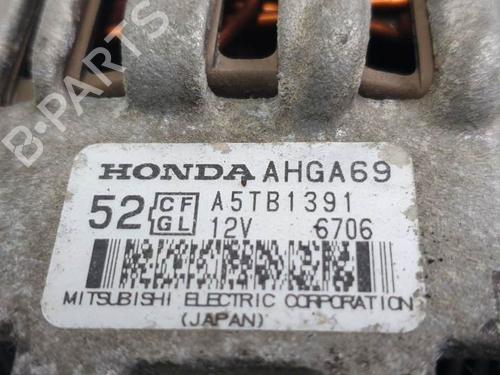 HONDA AHGA69
52 CF GL A5TB1391
12V 6706
MITSUBISHI ELECTRIC CORPORATION
(JAPAN)
B-PARTS